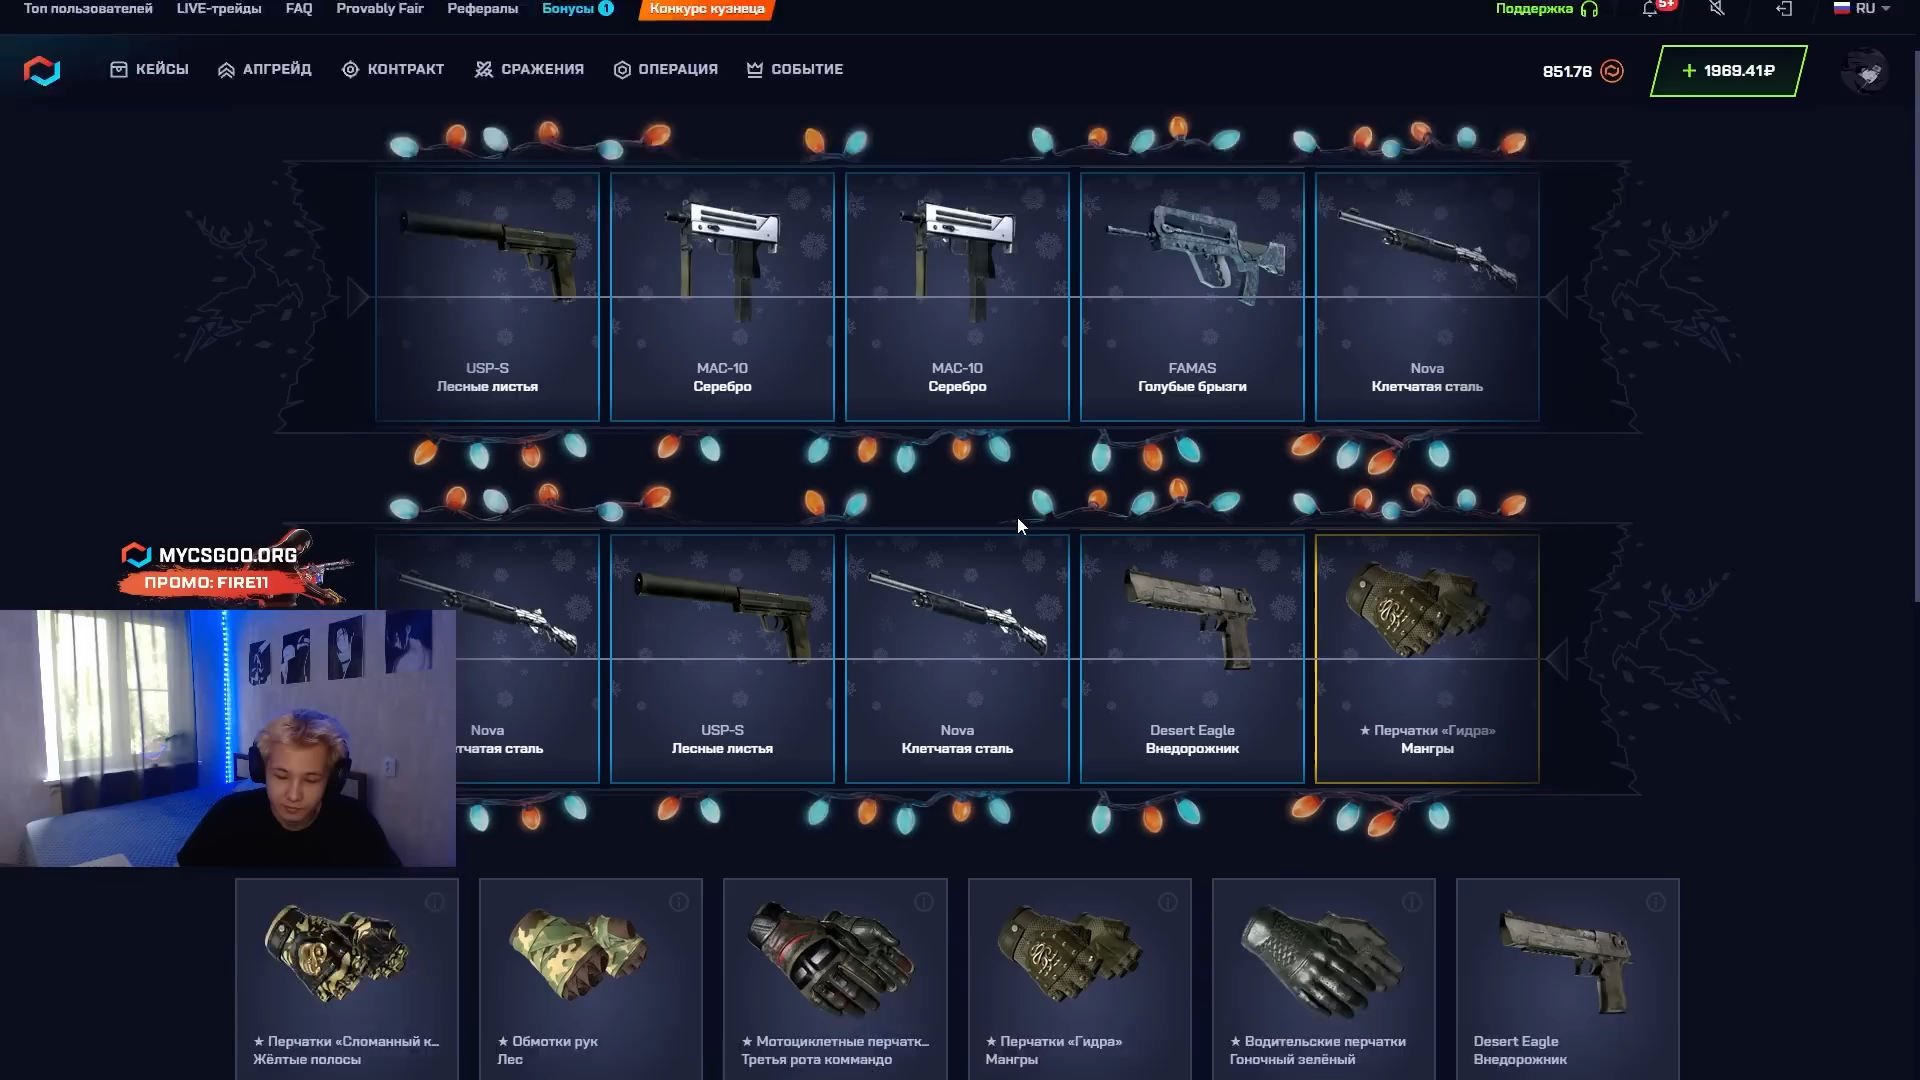 Топ пользователей LIVE-трейды FAQ Provably Fair Рефералы Бонусы 1 Конкурс кузнеца Поддержка 5+ RU
КЕЙСЫ АПГРЕЙД КОНТРАКТ СРАЖЕНИЯ ОПЕРАЦИЯ СОБЫТИЕ 851.76 + 1969.41₽
USP-S MAC-10 MAC-10 FAMAS Nova
Лесные листья Серебро Серебро Голубые брызги Клетчатая сталь
MYCSGOO.ORG
ПРОМО: FIRE11
Nova USP-S Nova Desert Eagle ★ Перчатки «Гидра»
тчатая сталь Лесные листья Клетчатая сталь Внедорожник Мангры
★ Перчатки «Сломанный к... ★ Обмотки рук ★ Мотоциклетные перчатк... ★ Перчатки «Гидра» ★ Водительские перчатки Desert Eagle
Жёлтые полосы Лес Третья рота коммандо Мангры Гоночный зелёный Внедорожник